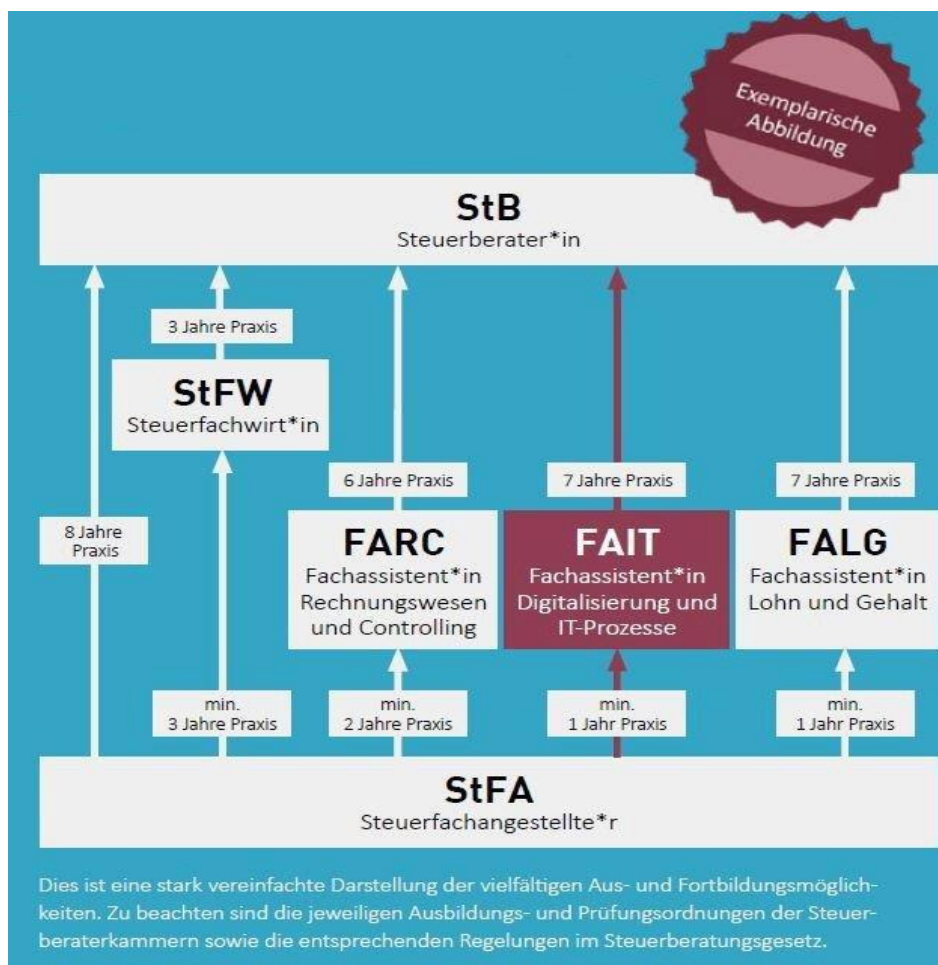 Exemplarische
Abbildung
StB
Steuerberater*in
3 Jahre Praxis
StFW
Steuerfachwirt*in
6 Jahre Praxis
7 Jahre Praxis
7 Jahre Praxis
8 Jahre
Praxis
FARC
Fachassistent*in
Rechnungswesen
und Controlling
FAIT
Fachassistent*in
Digitalisierung und
IT-Prozesse
FALG
Fachassistent*in
Lohn und Gehalt
min.
3 Jahre Praxis
min.
2 Jahre Praxis
min.
1 Jahr Praxis
min.
1 Jahr Praxis
StFA
Steuerfachangestellte*r
Dies ist eine stark vereinfachte Darstellung der vielfältigen Aus- und Fortbildungsmöglich-
keiten. Zu beachten sind die jeweiligen Ausbildungs- und Prüfungsordnungen der Steuer-
beraterkammern sowie die entsprechenden Regelungen im Steuerberatungsgesetz.